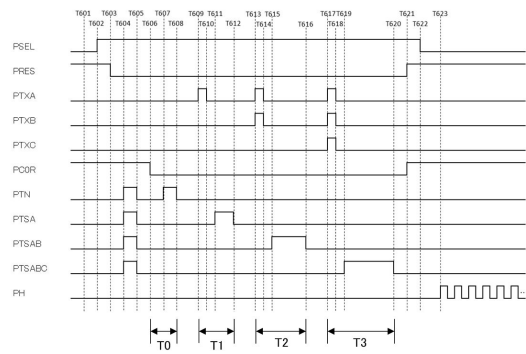 T601 T603 T605 T607 T609 T611 T613 T615 T617 T619 T621 T623
T602 T604 T606 T608 T610 T612 T614 T616 T618 T620 T622
PSEL
PRES
PTXA
PTXB
PTXC
PC0R
PTN
PTSA
PTSAB
PTSABC
PH
T0 T1 T2 T3